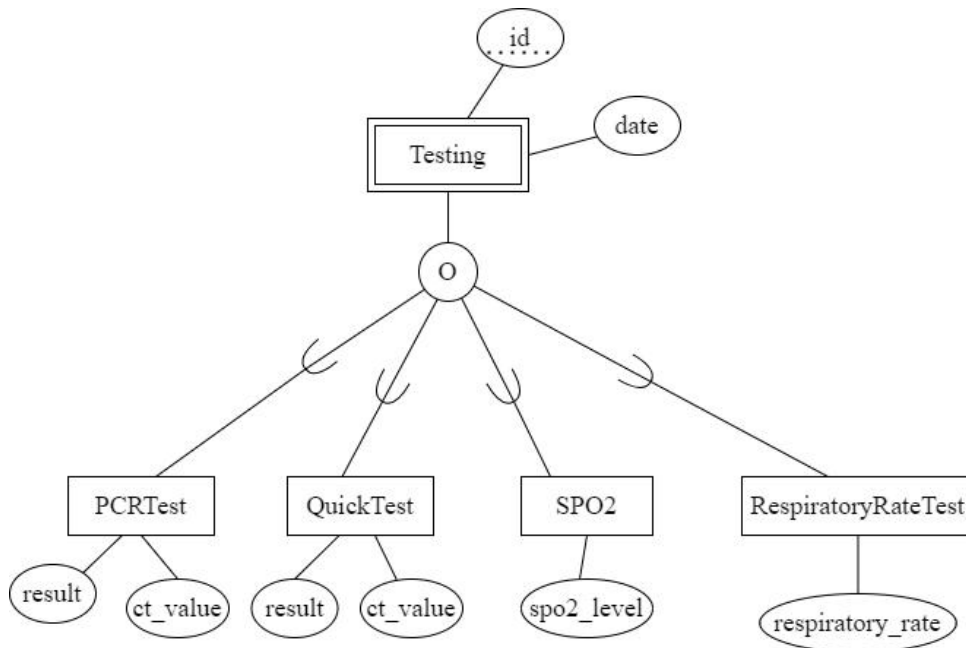 id
date
Testing
O
PCRTest
QuickTest
SPO2
RespiratoryRateTest
result
ct_value
result
ct_value
spo2_level
respiratory_rate